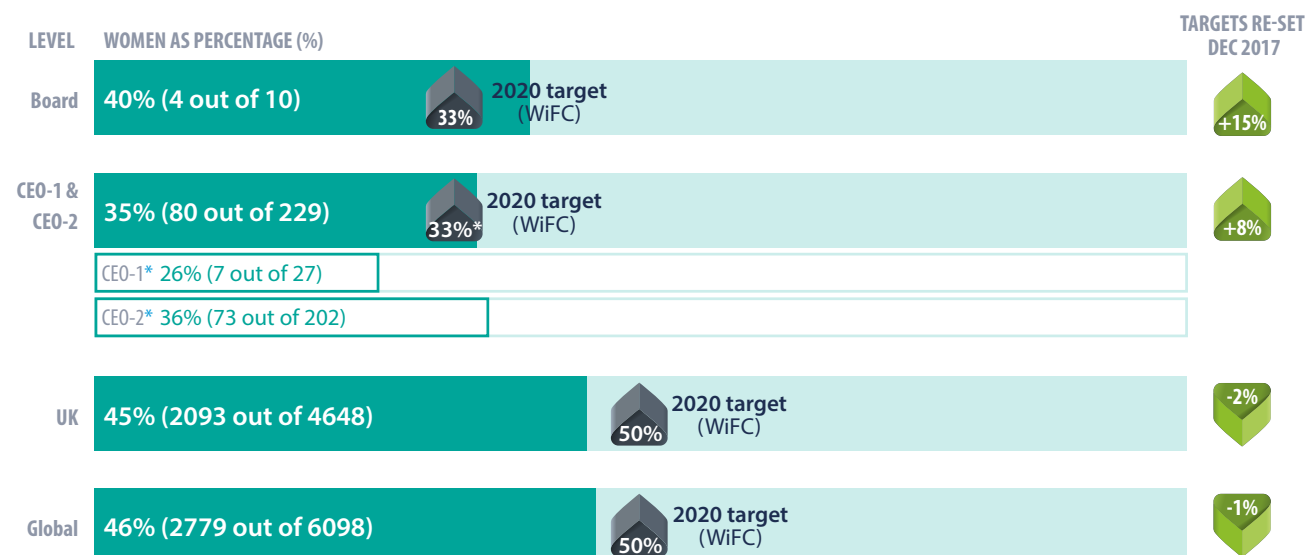 TARGETS RE-SET
DEC 2017
LEVEL WOMEN AS PERCENTAGE (%)
Board 40% (4 out of 10) 33% 2020 target
(WiFC)
+15%
CEO-1 &
CEO-2
35% (80 out of 229) 33%* 2020 target
(WiFC)
+8%
CEO-1* 26% (7 out of 27)
CEO-2* 36% (73 out of 202)
UK 45% (2093 out of 4648) 50% 2020 target
(WiFC)
-2%
Global 46% (2779 out of 6098) 50% 2020 target
(WiFC)
-1%